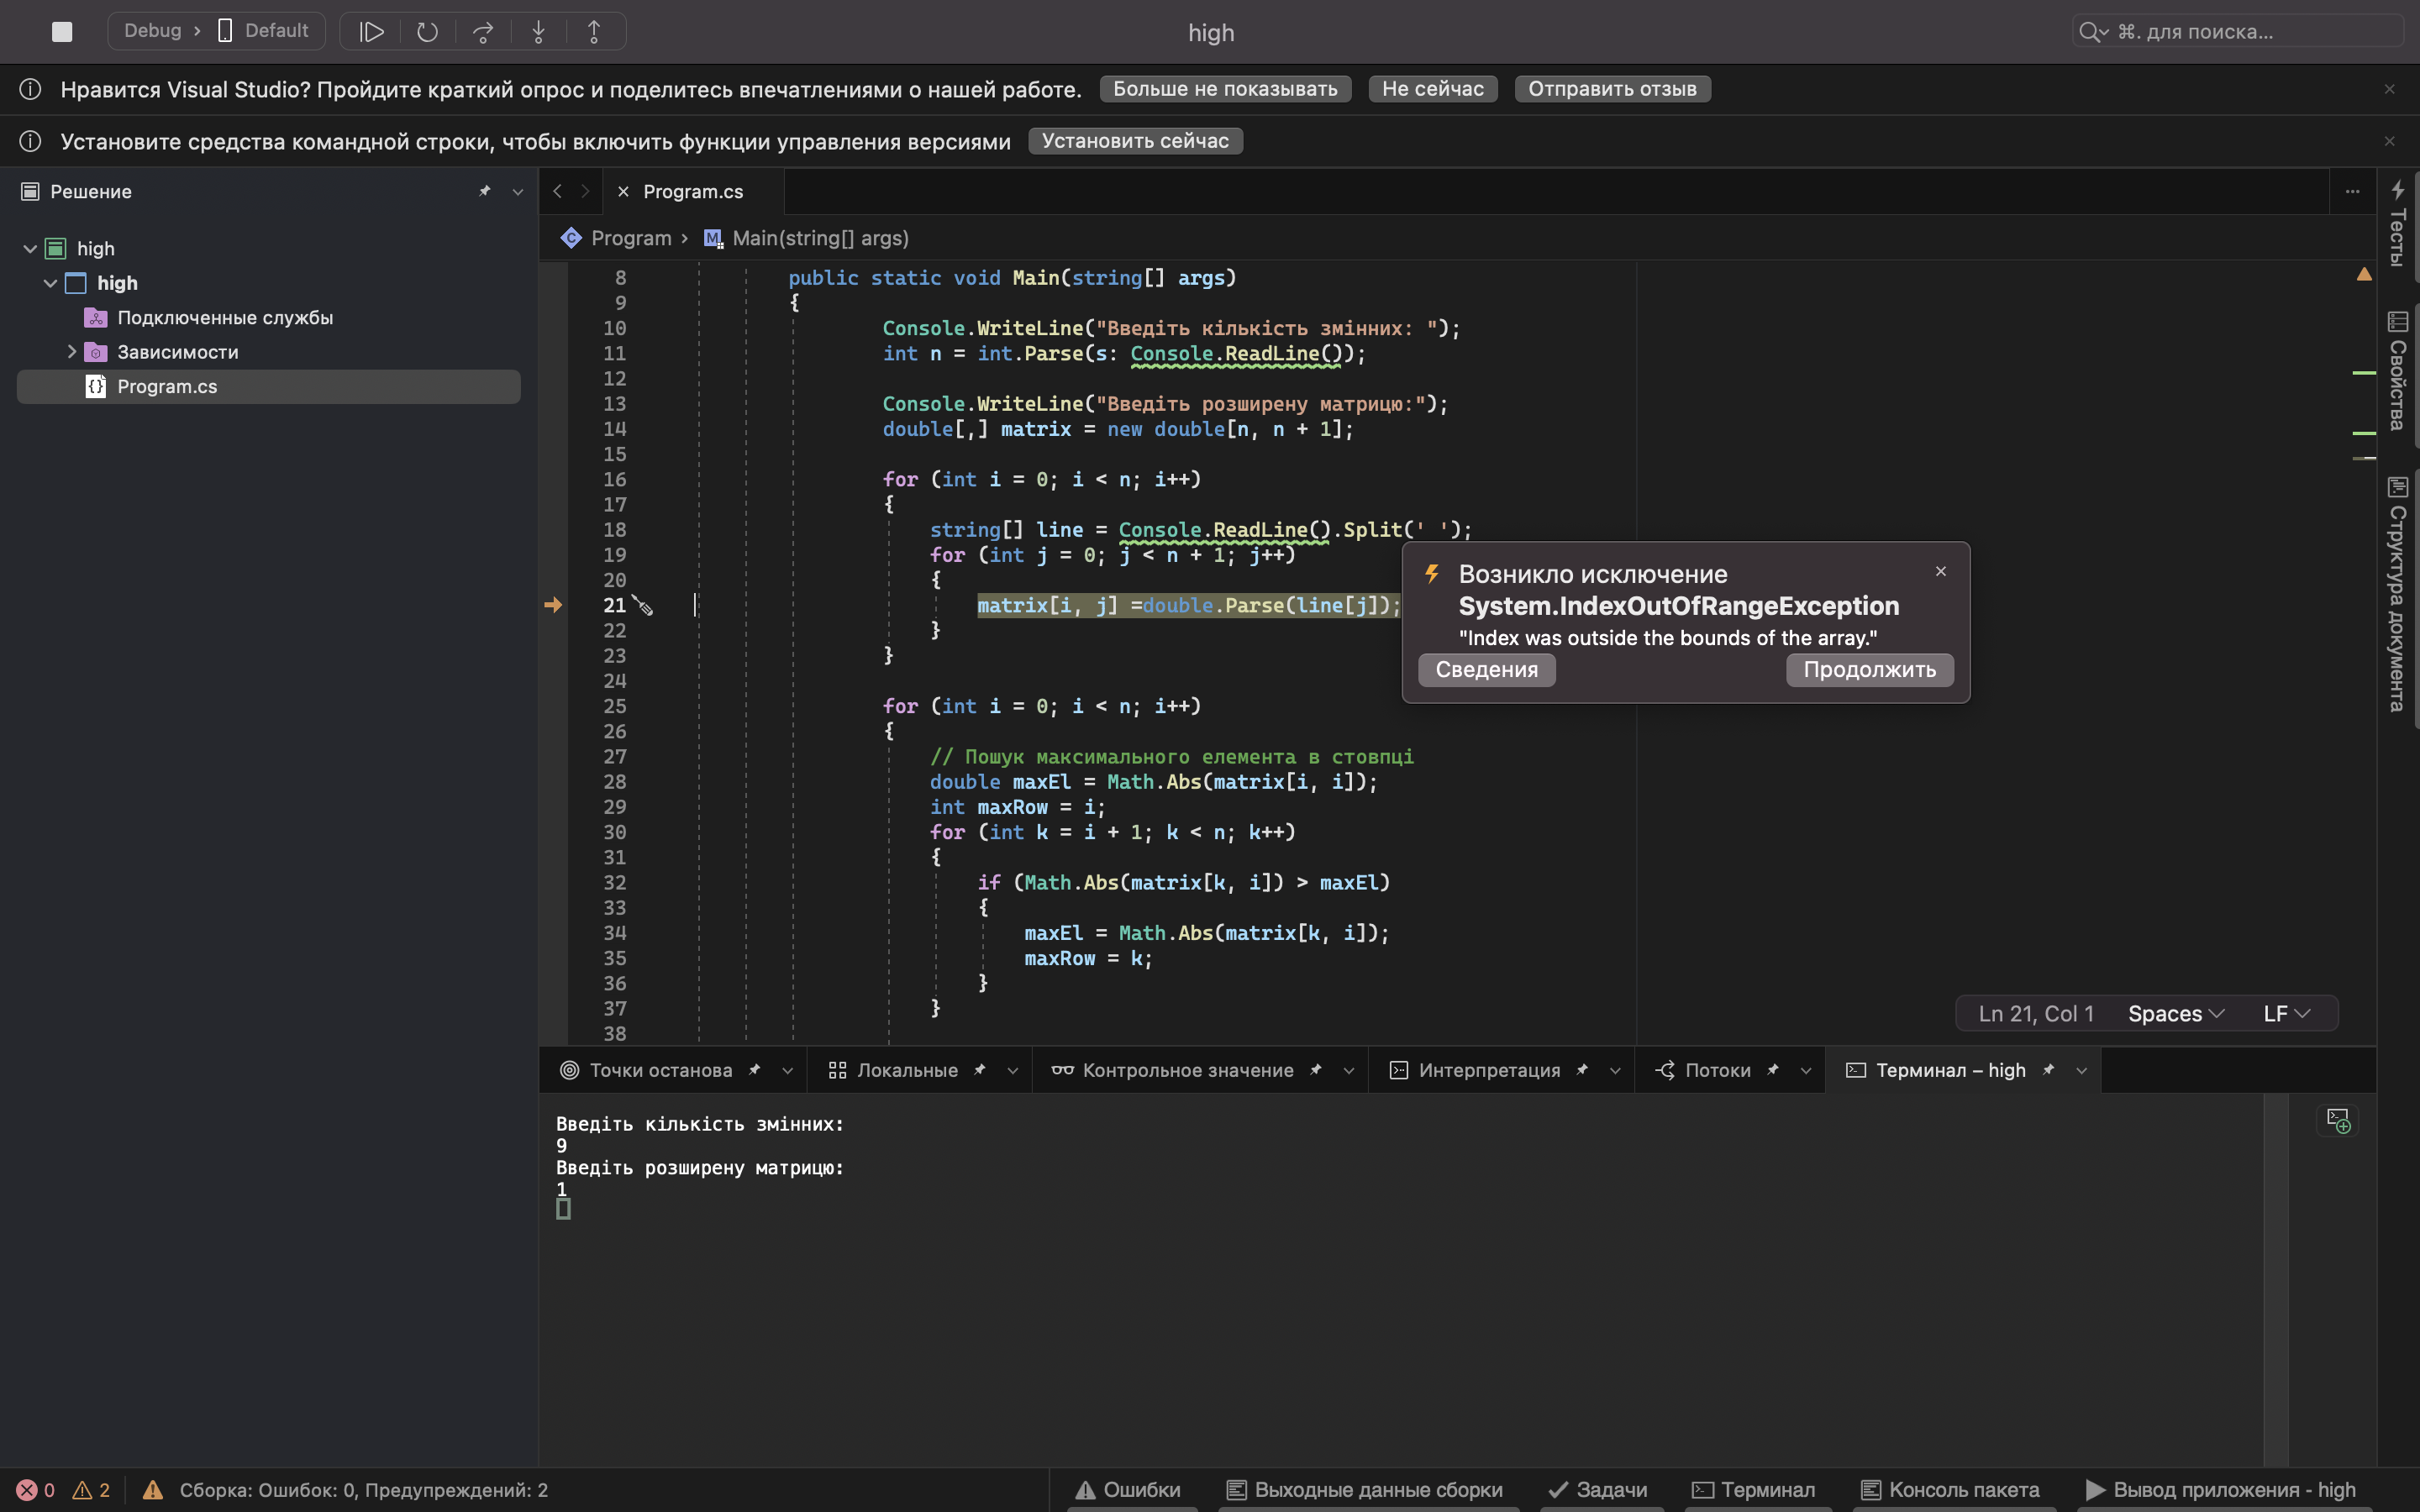 Debug › Default
high
⌘. для поиска...
Нравится Visual Studio? Пройдите краткий опрос и поделитесь впечатлениями о нашей работе. Больше не показывать Не сейчас Отправить отзыв
Установите средства командной строки, чтобы включить функции управления версиями Установить сейчас
Решение
high
high
Подключенные службы
Зависимости
Program.cs
Program.cs
Program › Main(string[] args)
8 public static void Main(string[] args)
9 {
10 Console.WriteLine("Введіть кількість змінних: ");
11 int n = int.Parse(s: Console.ReadLine());
12
13 Console.WriteLine("Введіть розширену матрицю:");
14 double[,] matrix = new double[n, n + 1];
15
16 for (int i = 0; i < n; i++)
17 {
18 string[] line = Console.ReadLine().Split(' ');
19 for (int j = 0; j < n + 1; j++)
20 {
21 matrix[i, j] =double.Parse(line[j]);
22 }
23 }
24
25 for (int i = 0; i < n; i++)
26 {
27 // Пошук максимального елемента в стовпці
28 double maxEl = Math.Abs(matrix[i, i]);
29 int maxRow = i;
30 for (int k = i + 1; k < n; k++)
31 {
32 if (Math.Abs(matrix[k, i]) > maxEl)
33 {
34 maxEl = Math.Abs(matrix[k, i]);
35 maxRow = k;
36 }
37 }
38
Возникло исключение
System.IndexOutOfRangeException
"Index was outside the bounds of the array."
Сведения Продолжить
Ln 21, Col 1 Spaces LF
Тесты
Свойства
Структура документа
Точки останова Локальные Контрольное значение Интерпретация Потоки Терминал – high
Введіть кількість змінних:
9
Введіть розширену матрицю:
1
0 2 Сборка: Ошибок: 0, Предупреждений: 2
Ошибки Выходные данные сборки Задачи Терминал Консоль пакета Вывод приложения - high